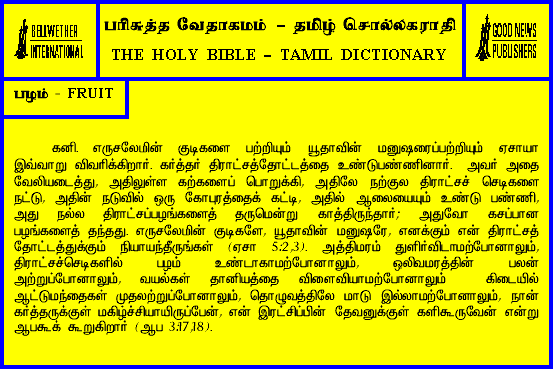 BELLWETHER
INTERNATIONAL
பரிசுத்த வேதாகமம் – தமிழ் சொல்லகராதி
THE HOLY BIBLE – TAMIL DICTIONARY
GOOD NEWS
PUBLISHERS
பழம் - FRUIT
கனி. எருசலேமின் குடிகளை பற்றியும் யூதாவின் மனுஷரைப்பற்றியும் ஏசாயா
இவ்வாறு விவரிக்கிறார். கர்த்தர் திராட்சத்தோட்டத்தை உண்டுபண்ணினார். அவர் அதை
வேலியடைத்து, அதிலுள்ள கற்களைப் பொறுக்கி, அதிலே நற்குல திராட்சச் செடிகளை
நட்டு, அதின் நடுவில் ஒரு கோபுரத்தைக் கட்டி, அதில் ஆலையையும் உண்டு பண்ணி,
அது நல்ல திராட்சப்பழங்களைத் தருமென்று காத்திருந்தார்; அதுவோ கசப்பான
பழங்களைத் தந்தது. எருசலேமின் குடிகளே, யூதாவின் மனுஷரே, எனக்கும் என் திராட்சத்
தோட்டத்துக்கும் நியாயந்தீருங்கள் (ஏசா 5:2,3). அத்திமரம் துளிர்விடாமற்போனாலும்,
திராட்சச்செடிகளில் பழம் உண்டாகாமற்போனாலும், ஒலிவமரத்தின் பலன்
அற்றுப்போனாலும், வயல்கள் தானியத்தை விளைவியாமற்போனாலும் கிடையில்
ஆட்டுமந்தைகள் முதலற்றுப்போனாலும், தொழுவத்திலே மாடு இல்லாமற்போனாலும், நான்
கர்த்தருக்குள் மகிழ்ச்சியாயிருப்பேன், என் இரட்சிப்பின் தேவனுக்குள் களிகூருவேன் என்று
ஆபகூக் கூறுகிறார் (ஆப 3:17,18).